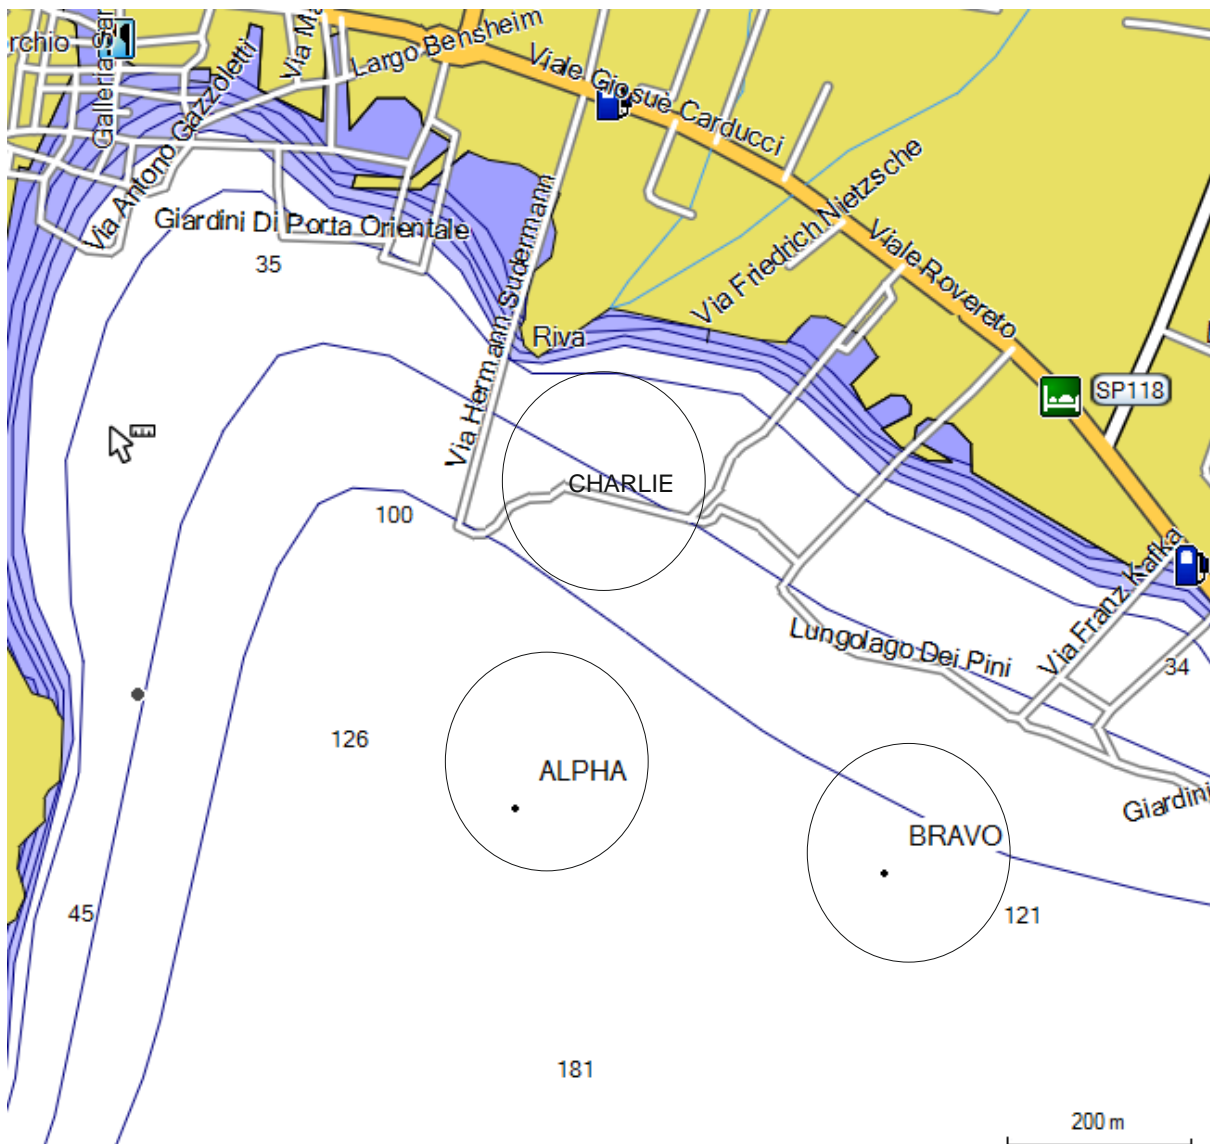 Via Ma
Largo Bensheim
rchio
Galleria San
Via Antono Gazzoletti
Viale Giosuè Carducci
Via Friedrich Nietzsche
Giardini Di Porta Orientale
Viale Rovereto
35
Via Hermann Sudermann
Riva
SP118
CHARLIE
100
Via Franz Kafka
Lungolago Dei Pini
34
126
ALPHA
Giardini
BRAVO
45
121
181
200 m